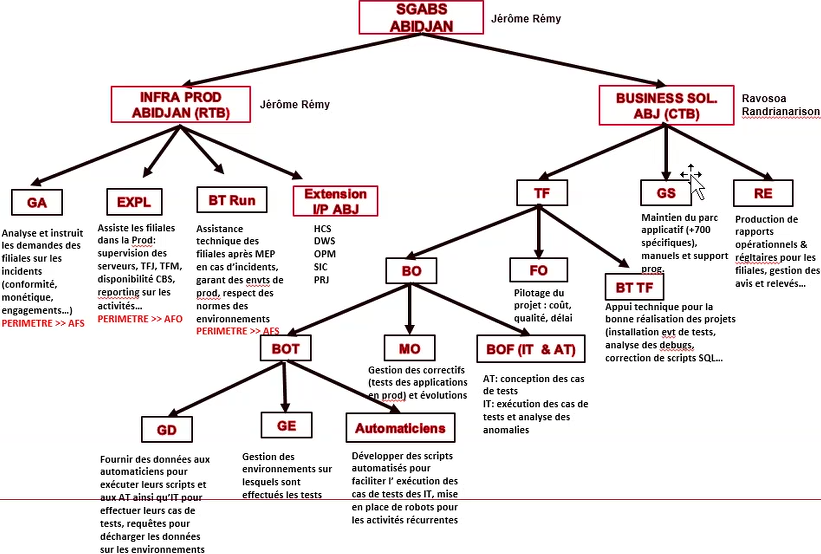 SGABS
ABIDJAN
Jérôme Rémy
INFRA PROD
ABIDJAN (RTB)
Jérôme Rémy
BUSINESS SOL.
ABJ (CTB)
Ravosoa
Randrianarison
GA
Analyse et instruit
les demandes des
filiales sur les
incidents
(conformité,
monétique,
engagements…)
PERIMETRE >> AFS
EXPL
Assiste les filiales
dans la Prod:
supervision des
serveurs, TFJ, TFM,
disponibilité CBS,
reporting sur les
activités…
PERIMETRE >> AFO
BT Run
Assistance
technique des
filiales après MEP
en cas d’incidents,
garant des envts de
prod, respect des
normes des
environnements
PERIMETRE >> AFS
Extension
I/P ABJ
HCS
DWS
OPM
SIC
PRJ
TF
GS
Maintien du parc
applicatif (+700
spécifiques),
manuels et support
prog.
RE
Production de
rapports
opérationnels &
régltaires pour les
filiales, gestion des
avis et relevés…
BO
FO
Pilotage du
projet : coût,
qualité, délai
BT TF
Appui technique pour la
bonne réalisation des projets
(installation evt de tests,
analyse des debugs,
correction de scripts SQL…
BOT
MO
Gestion des correctifs
(tests des applications
en prod) et évolutions
BOF (IT & AT)
AT: conception des cas
de tests
IT: exécution des cas de
tests et analyse des
anomalies
GD
Fournir des données aux
automaticiens pour
exécuter leurs scripts et
aux AT ainsi qu’IT pour
effectuer leurs cas de
tests, requêtes pour
décharger les données
sur les environnements
GE
Gestion des
environnements sur
lesquels sont
effectués les tests
Automaticiens
Développer des scripts
automatisés pour
faciliter l’ exécution des
cas de tests des IT, mise
en place de robots pour
les activités récurrentes